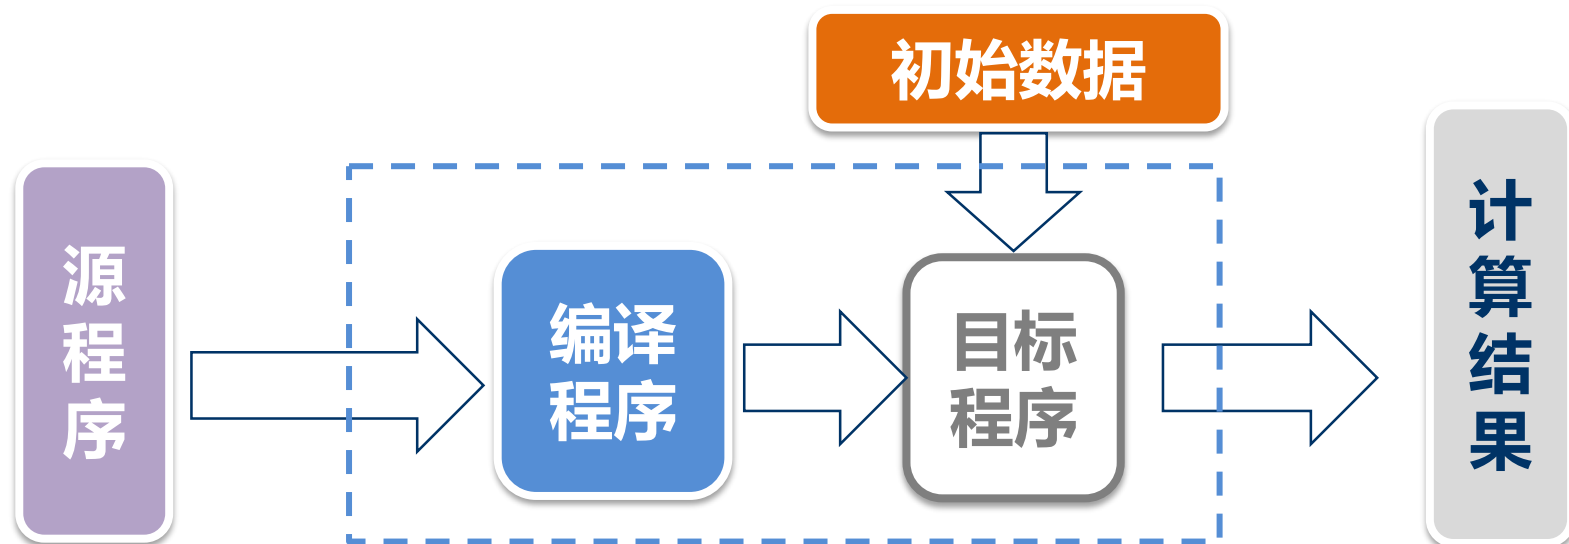 初始数据
源
程
序
编译
程序
目标
程序
计
算
结
果